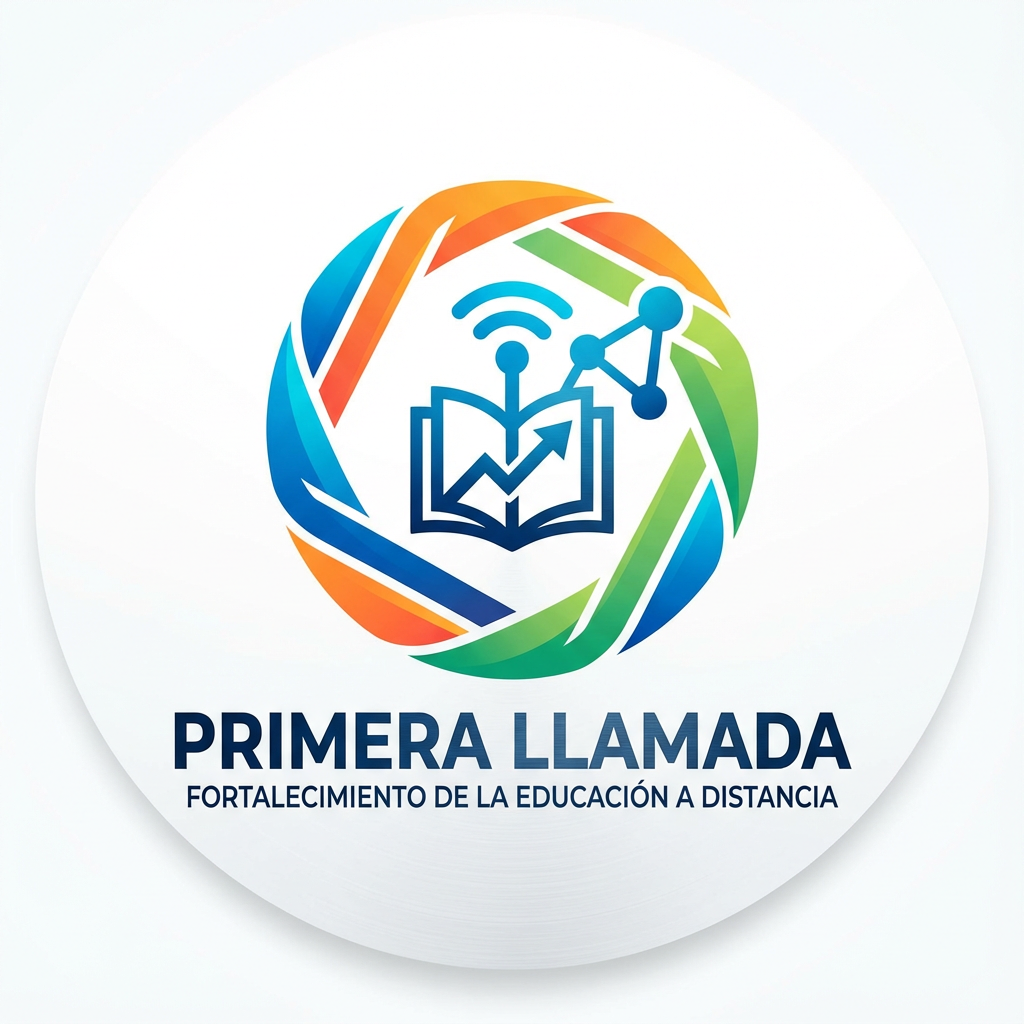 PRIMERA LLAMADA
FORTALECIMIENTO DE LA EDUCACIÓN A DISTANCIA